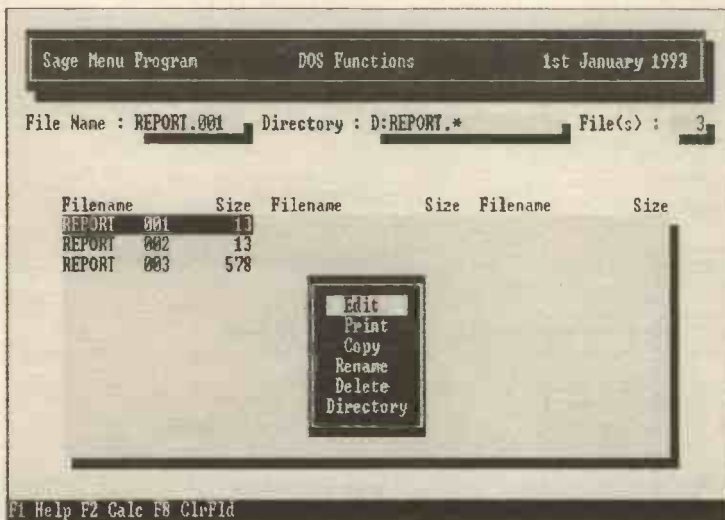 Sage Menu Program DOS Functions 1st January 1993
File Name : REPORT.001 Directory : D:REPORT.* File(s) : 3
Filename Size Filename Size Filename Size
REPORT 001 13
REPORT 002 13
REPORT 003 578
Edit
Print
Copy
Rename
Delete
Directory
F1 Help F2 Calc F8 ClrFld